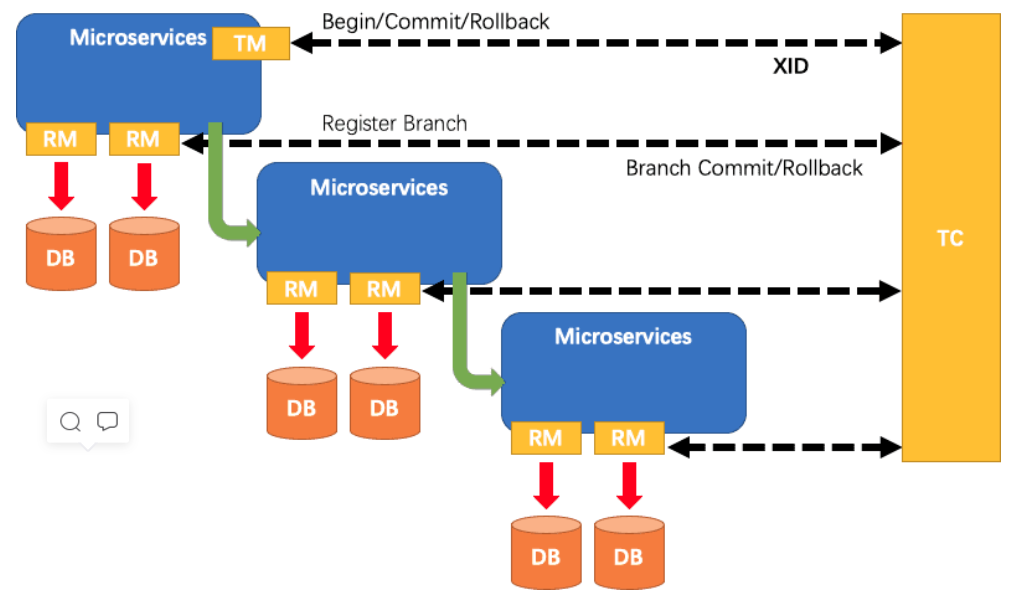 Begin/Commit/Rollback
Microservices
TM
XID
Register Branch
RM
RM
Branch Commit/Rollback
Microservices
TC
DB
DB
RM
RM
Microservices
DB
DB
RM
RM
DB
DB